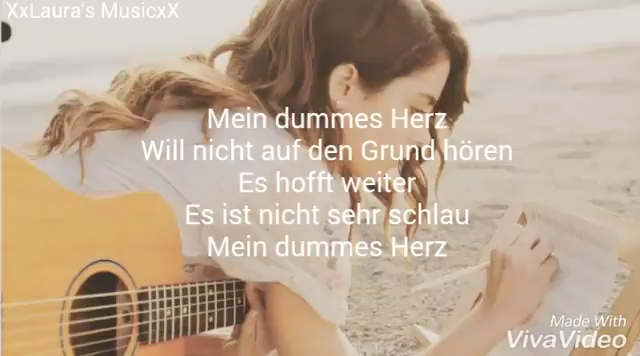 XxLaura's MusicxX
Mein dummes Herz
Will nicht auf den Grund hören
Es hofft weiter
Es ist nicht sehr schlau
Mein dummes Herz
Made With
VivaVideo